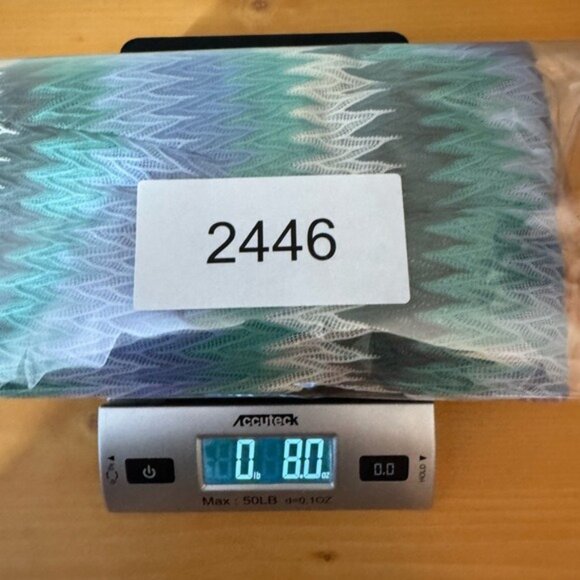 2446
Accuteck
0 lb 8.0 oz
0.0
HOLD ▼
Max : 50LB d=0.1OZ